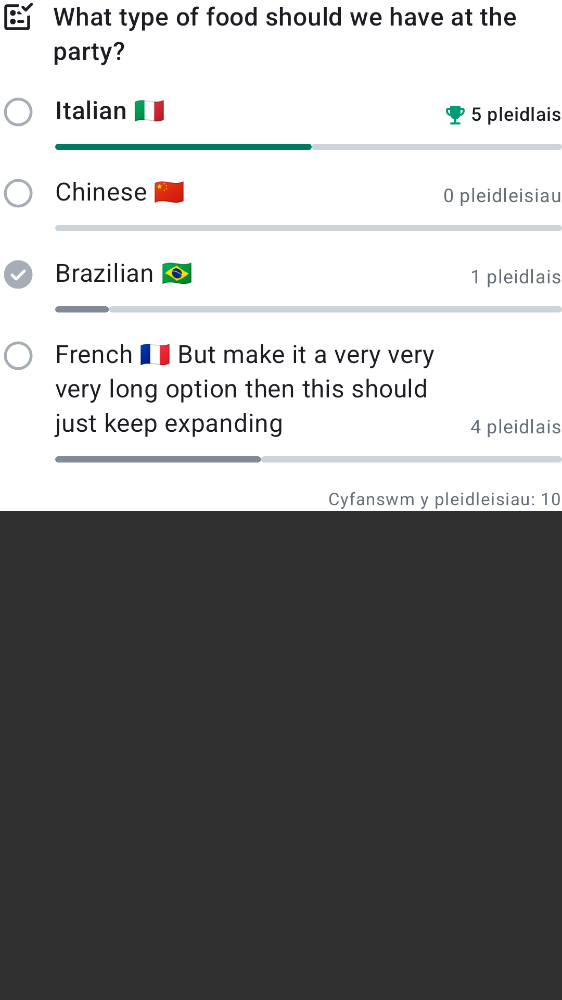 What type of food should we have at the
party?
Italian 🇮🇹
5 pleidlais
Chinese 🇨🇳
0 pleidleisiau
Brazilian 🇧🇷
1 pleidlais
French 🇫🇷 But make it a very very
very long option then this should
just keep expanding
4 pleidlais
Cyfanswm y pleidleisiau: 10